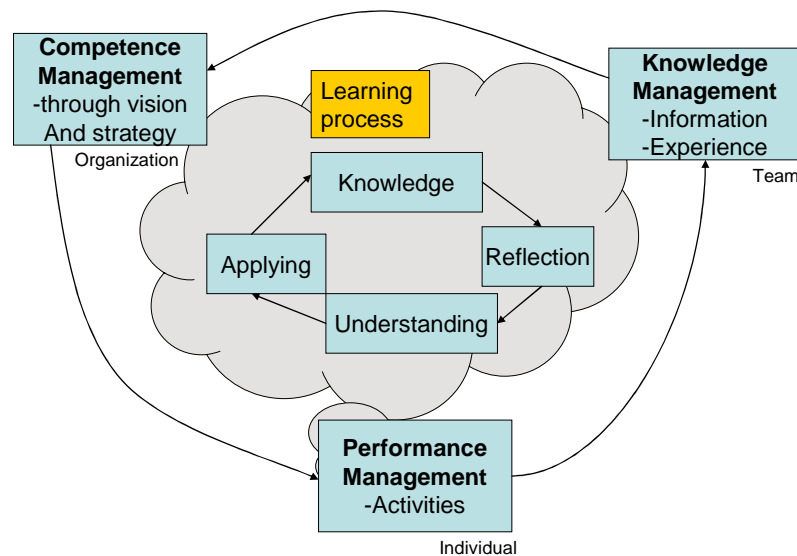 Competence
Management
-through vision
And strategy
Organization
Learning
process
Knowledge
Management
-Information
-Experience
Team
Knowledge
Reflection
Applying
Understanding
Performance
Management
-Activities
Individual